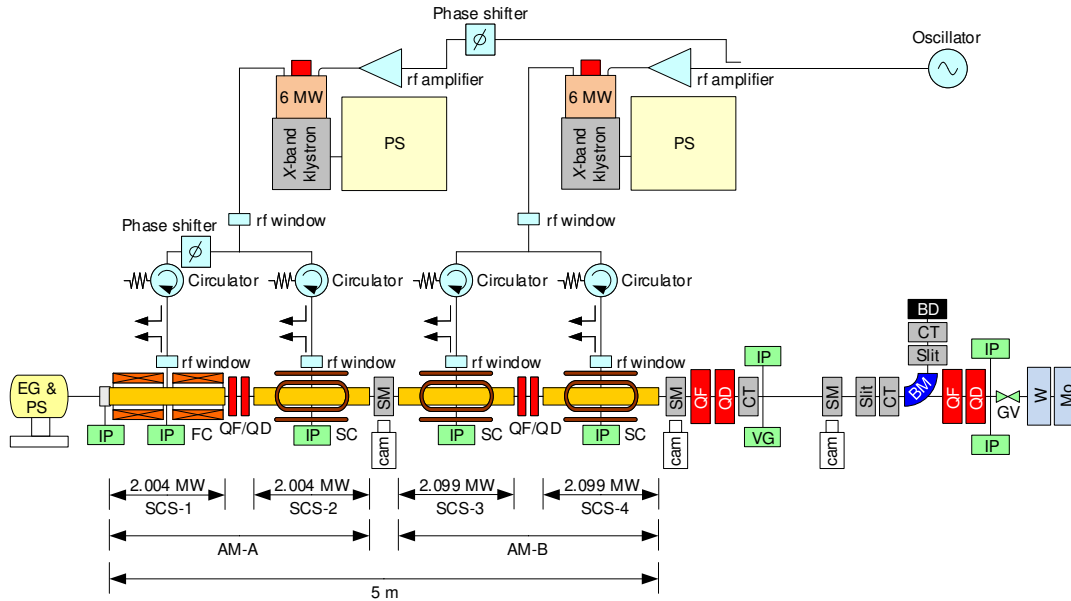 Phase shifter
ϕ
Oscillator
rf amplifier
rf amplifier
6 MW
6 MW
X-band
klystron
PS
X-band
klystron
PS
rf window
rf window
Phase shifter
ϕ
Circulator
Circulator
Circulator
Circulator
BD
CT
Slit
rf window
rf window
rf window
rf window
IP
IP
EG &
PS
SM
SM
QF
QD
CT
SM
Slit
CT
BM
QF
QD
GV
W
Mo
IP
IP
FC
QF/QD
IP
SC
cam
IP
SC
QF/QD
IP
SC
cam
VG
cam
IP
2.004 MW
2.004 MW
2.099 MW
2.099 MW
SCS-1
SCS-2
SCS-3
SCS-4
AM-A
AM-B
5 m